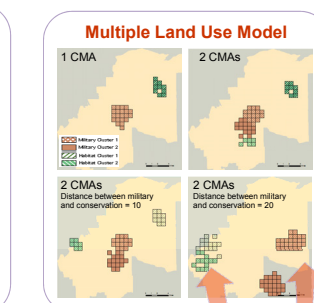 Multiple Land Use Model
1 CMA
2 CMAs
Military Cluster 1
Military Cluster 2
Habitat Cluster 1
Habitat Cluster 2
2 CMAs
Distance between military
and conservation = 10
2 CMAs
Distance between military
and conservation = 20